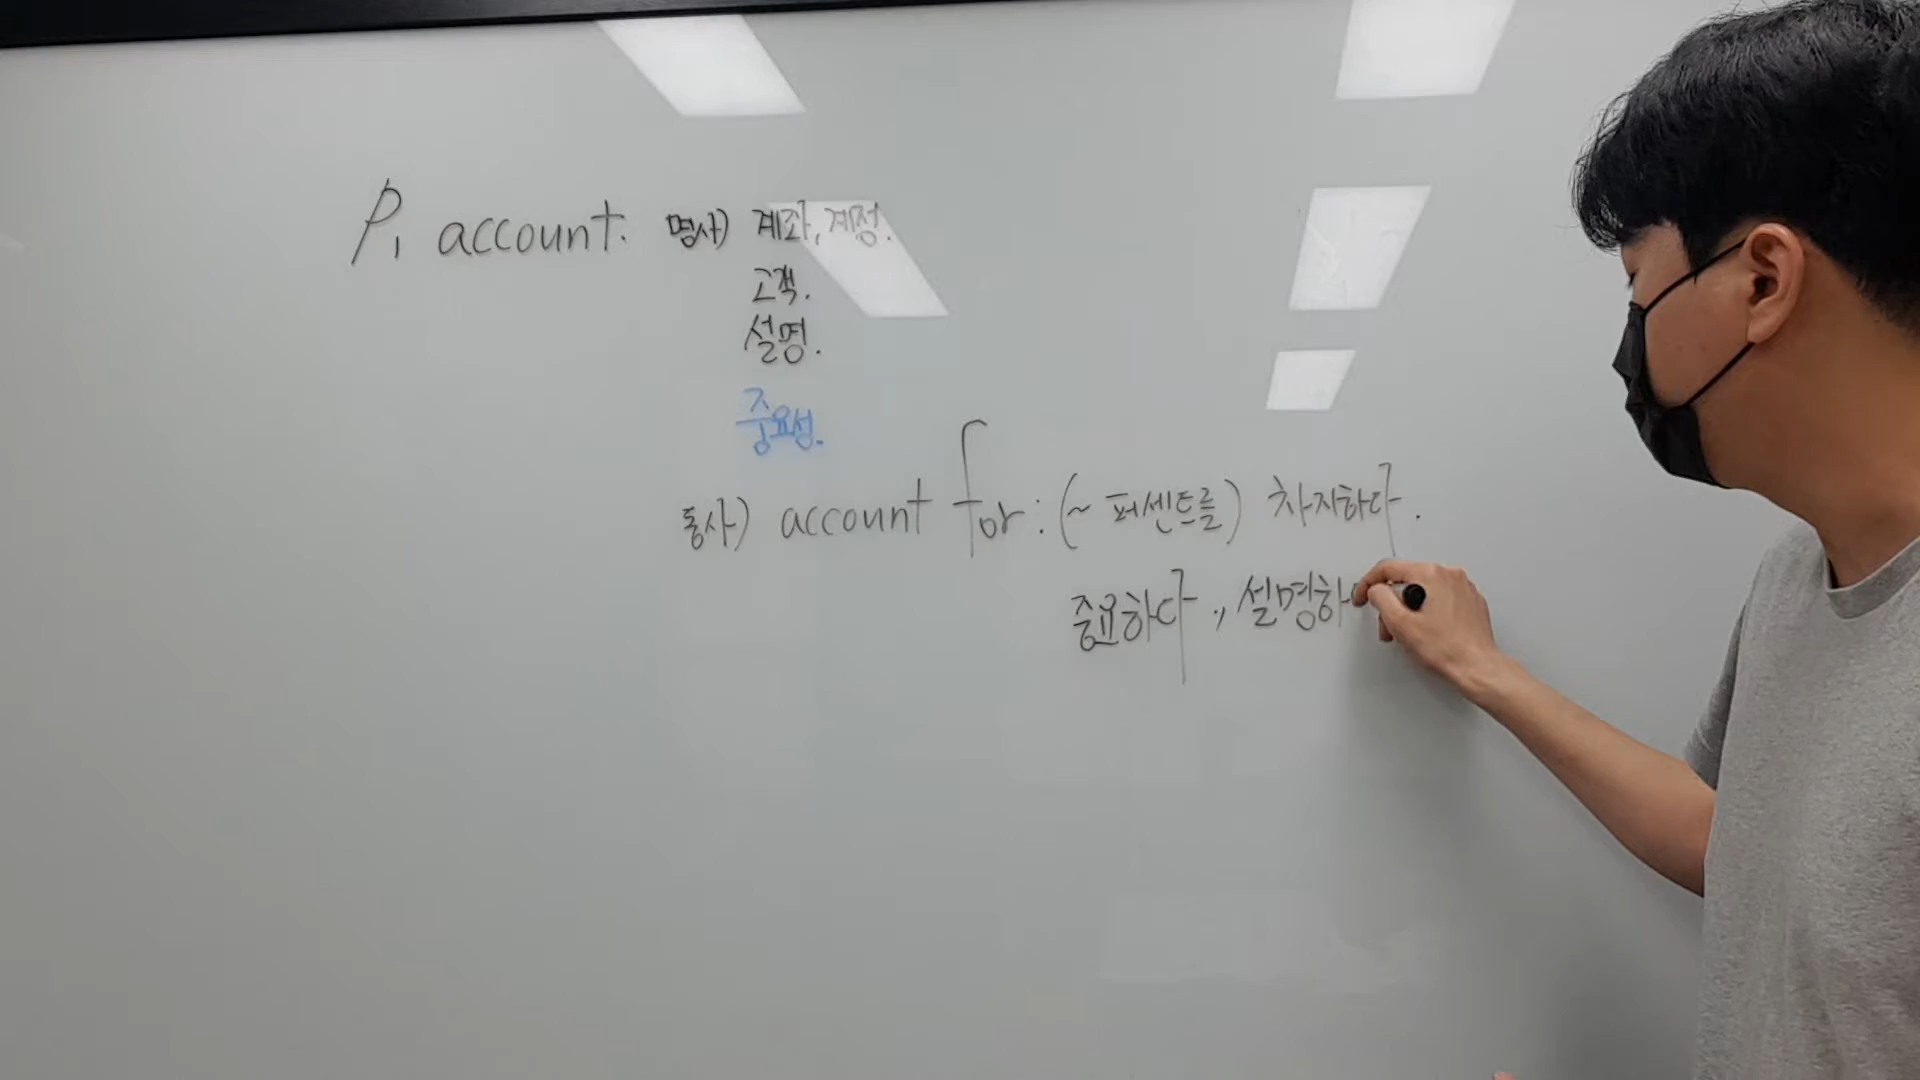 P, account: 명사) 계좌, 계정.
고객.
설명.
중요성.
동사) account for: (~ 퍼센트를) 차지하다.
중요하다, 설명하